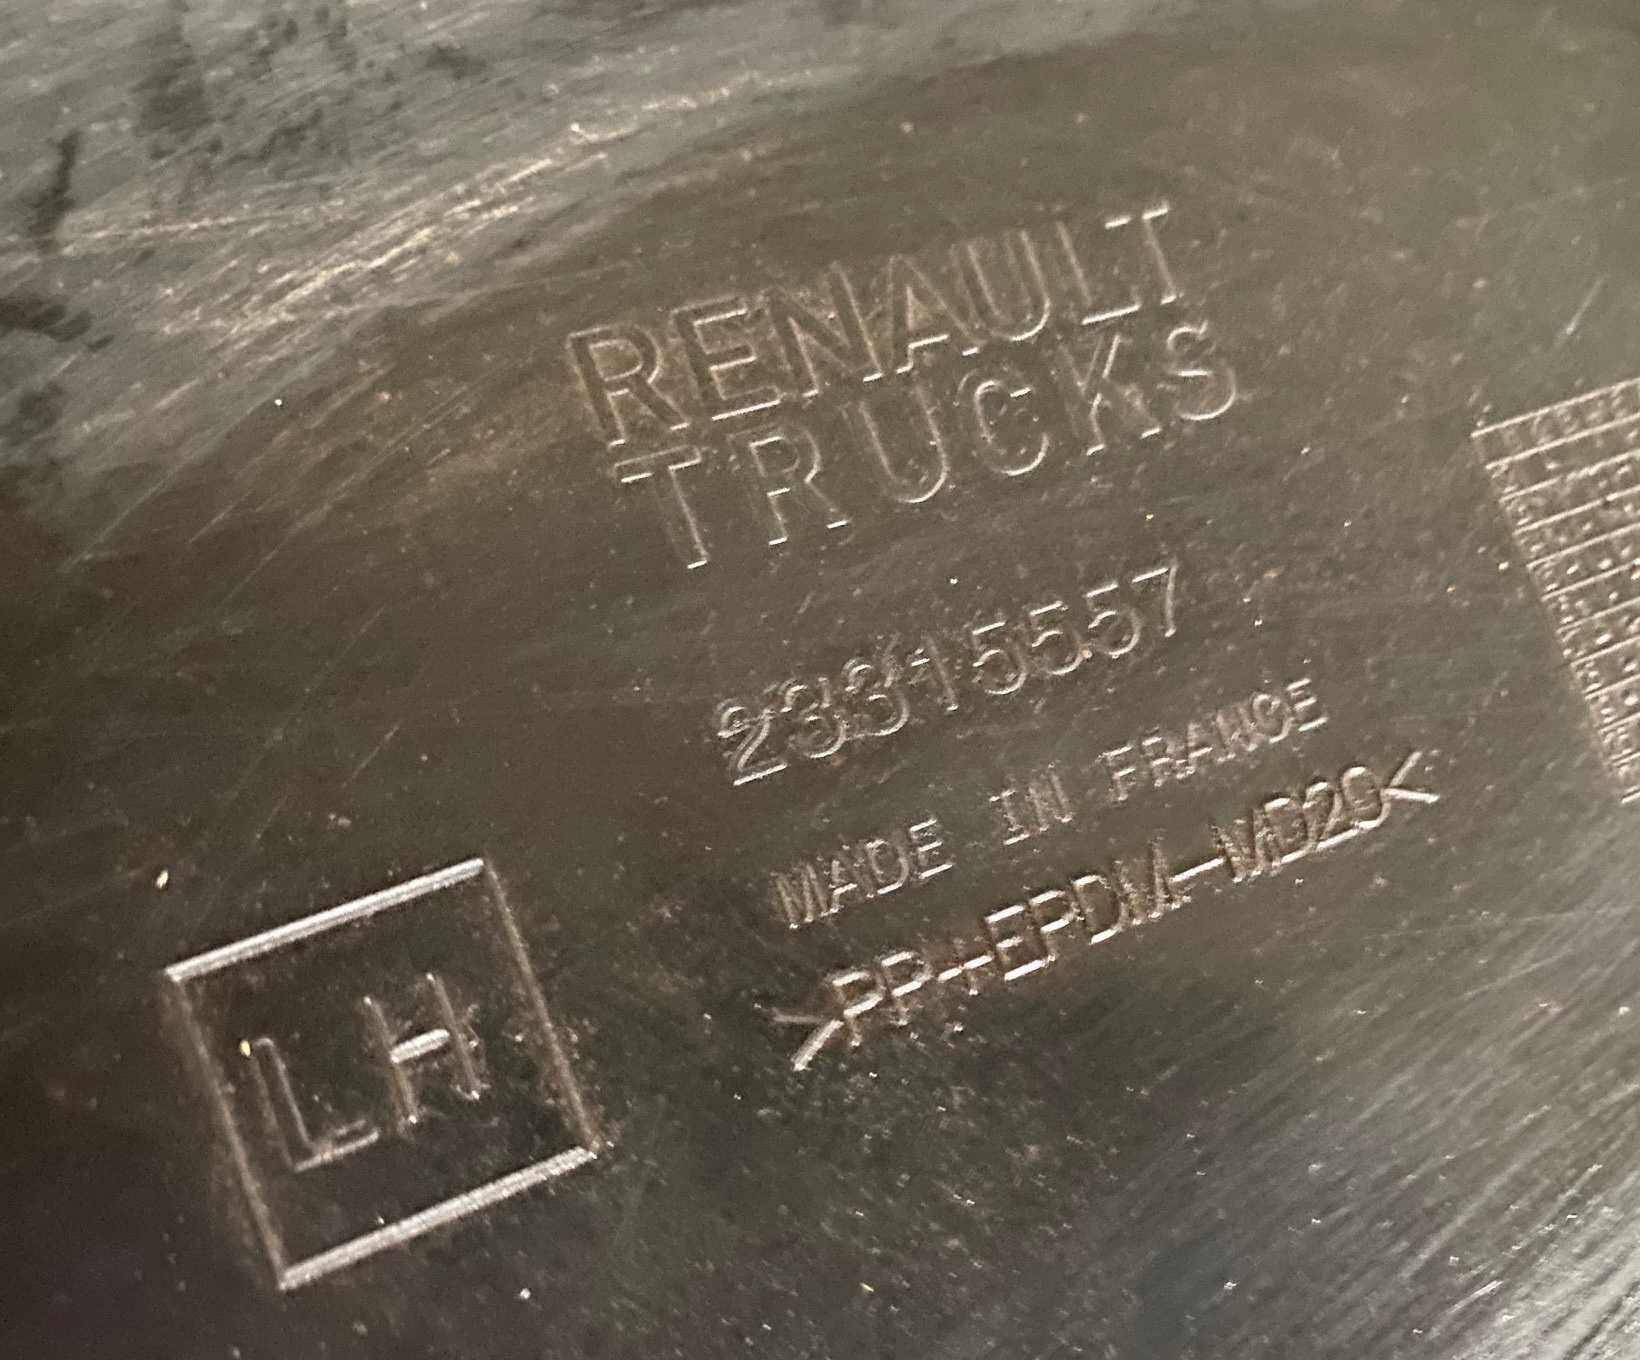 RENAULT
TRUCKS
23315557
MADE IN FRANCE
>PP+EPDM-MD20<
LH